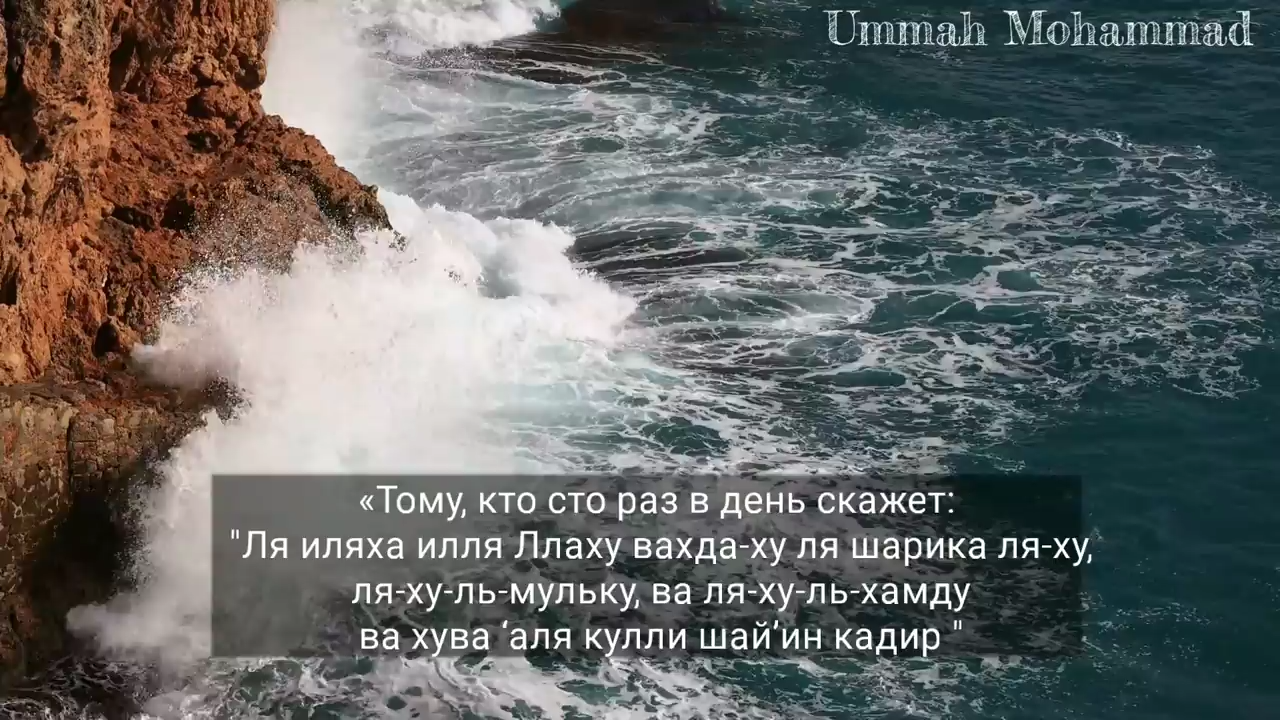 Ummah Mohammad
«Тому, кто сто раз в день скажет:
"Ля иляха илля Ллаху вахда-ху ля шарика ля-ху,
ля-ху-ль-мульку, ва ля-ху-ль-хамду
ва хува ‘аля кулли шай’ин кадир "